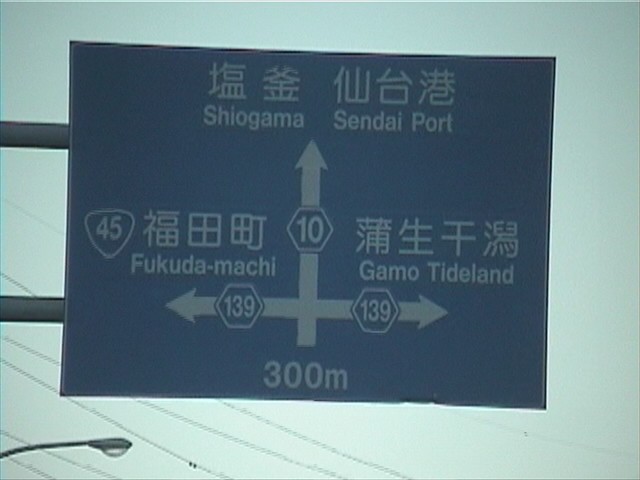 塩釜 仙台港
Shiogama Sendai Port
45 福田町 10 蒲生干潟
Fukuda-machi Gamo Tideland
139 139
300m